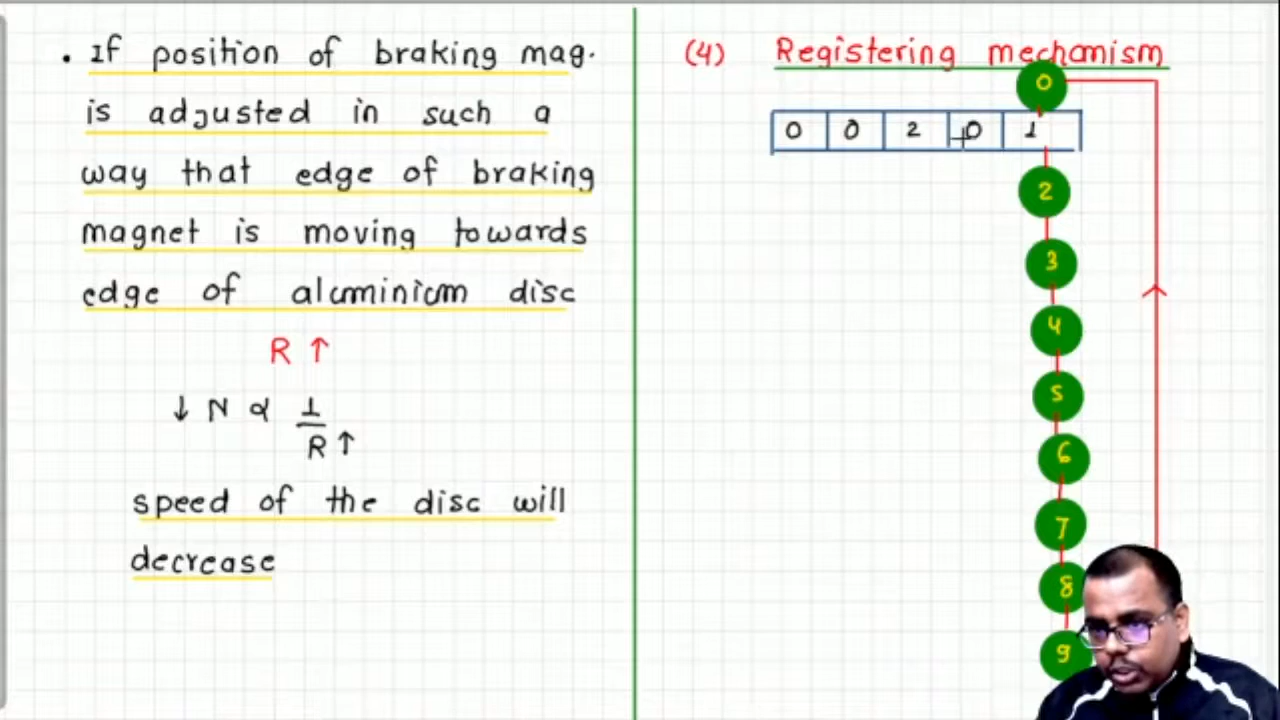 . If position of braking mag.
is adjusted in such a
way that edge of braking
magnet is moving towards
edge of aluminium disc
R ↑
↓ N ∝ 1/R ↑
speed of the disc will
decrease
(4) Registering mechanism
0
0 0 2 0 1
2
3
4
5
6
7
8
9